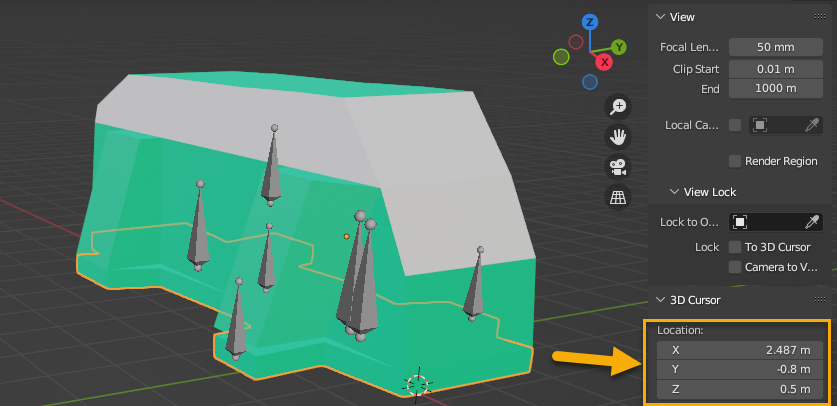 Z
Y
X
View
Focal Len... 50 mm
Clip Start 0.01 m
End 1000 m
Local Ca...
Render Region
View Lock
Lock to O...
Lock To 3D Cursor
Camera to V...
3D Cursor
Location:
X 2.487 m
Y -0.8 m
Z 0.5 m